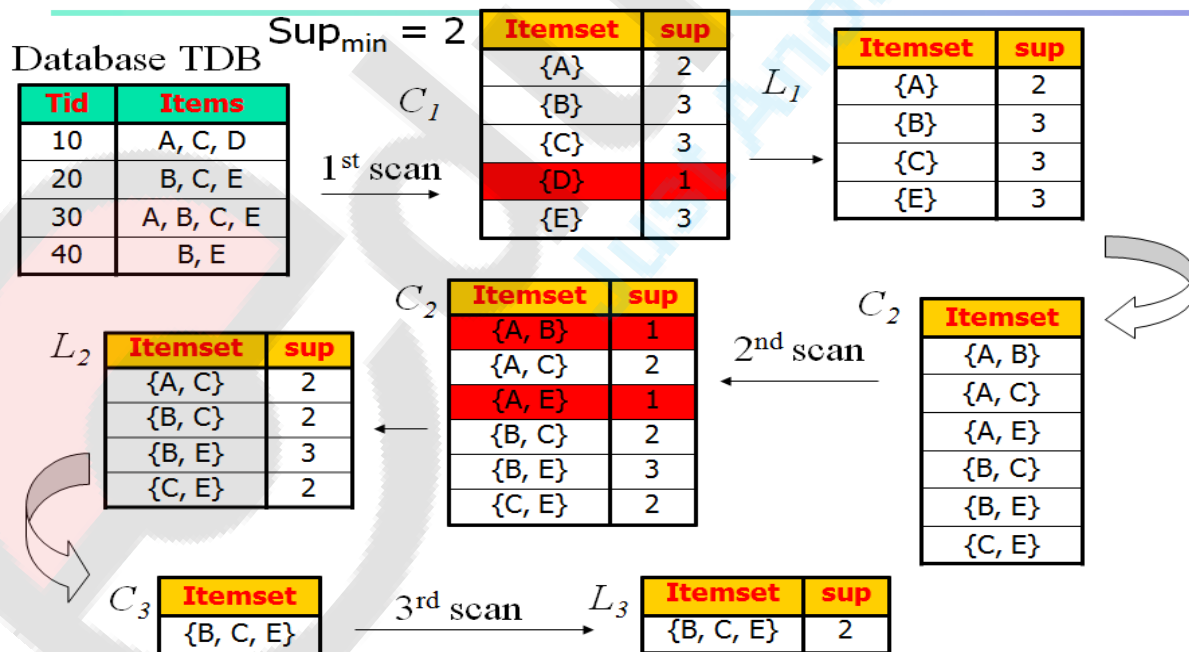 Sup_min = 2
Database TDB
Tid Items
10 A, C, D
20 B, C, E
30 A, B, C, E
40 B, E
1st scan
C1
Itemset sup
{A} 2
{B} 3
{C} 3
{D} 1
{E} 3
L1
Itemset sup
{A} 2
{B} 3
{C} 3
{E} 3
C2
Itemset
{A, B}
{A, C}
{A, E}
{B, C}
{B, E}
{C, E}
2nd scan
C2
Itemset sup
{A, B} 1
{A, C} 2
{A, E} 1
{B, C} 2
{B, E} 3
{C, E} 2
L2
Itemset sup
{A, C} 2
{B, C} 2
{B, E} 3
{C, E} 2
C3
Itemset
{B, C, E}
3rd scan
L3
Itemset sup
{B, C, E} 2
Just